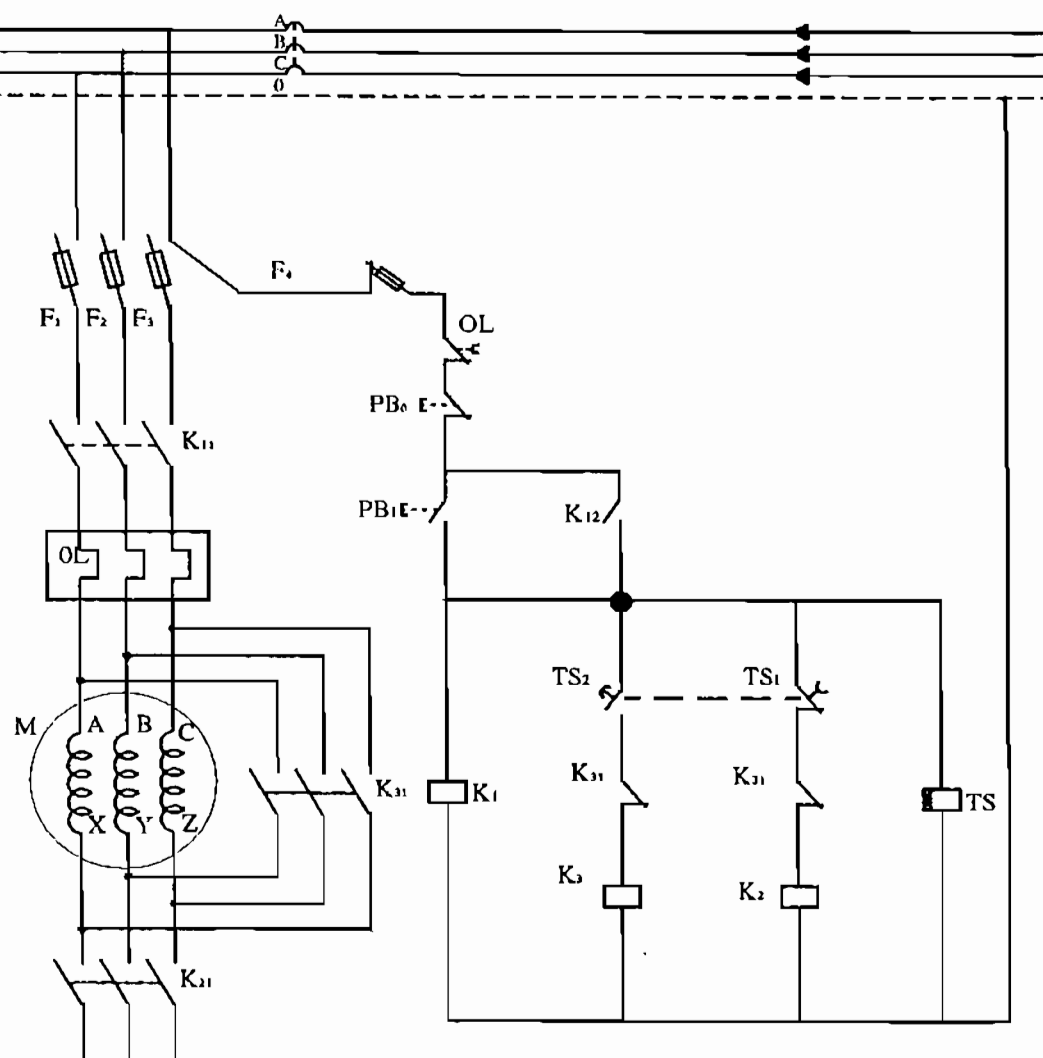 A
B
C
0
F₄
F₁ F₂ F₃
OL
PB₀ E
K₁₁
PB₁E
K₁₂
OL
TS₂
TS₁
M A B C
K₃₁
K₃₁
K₃₁
K₁
TS
X Y Z
K₃
K₂
K₂₁